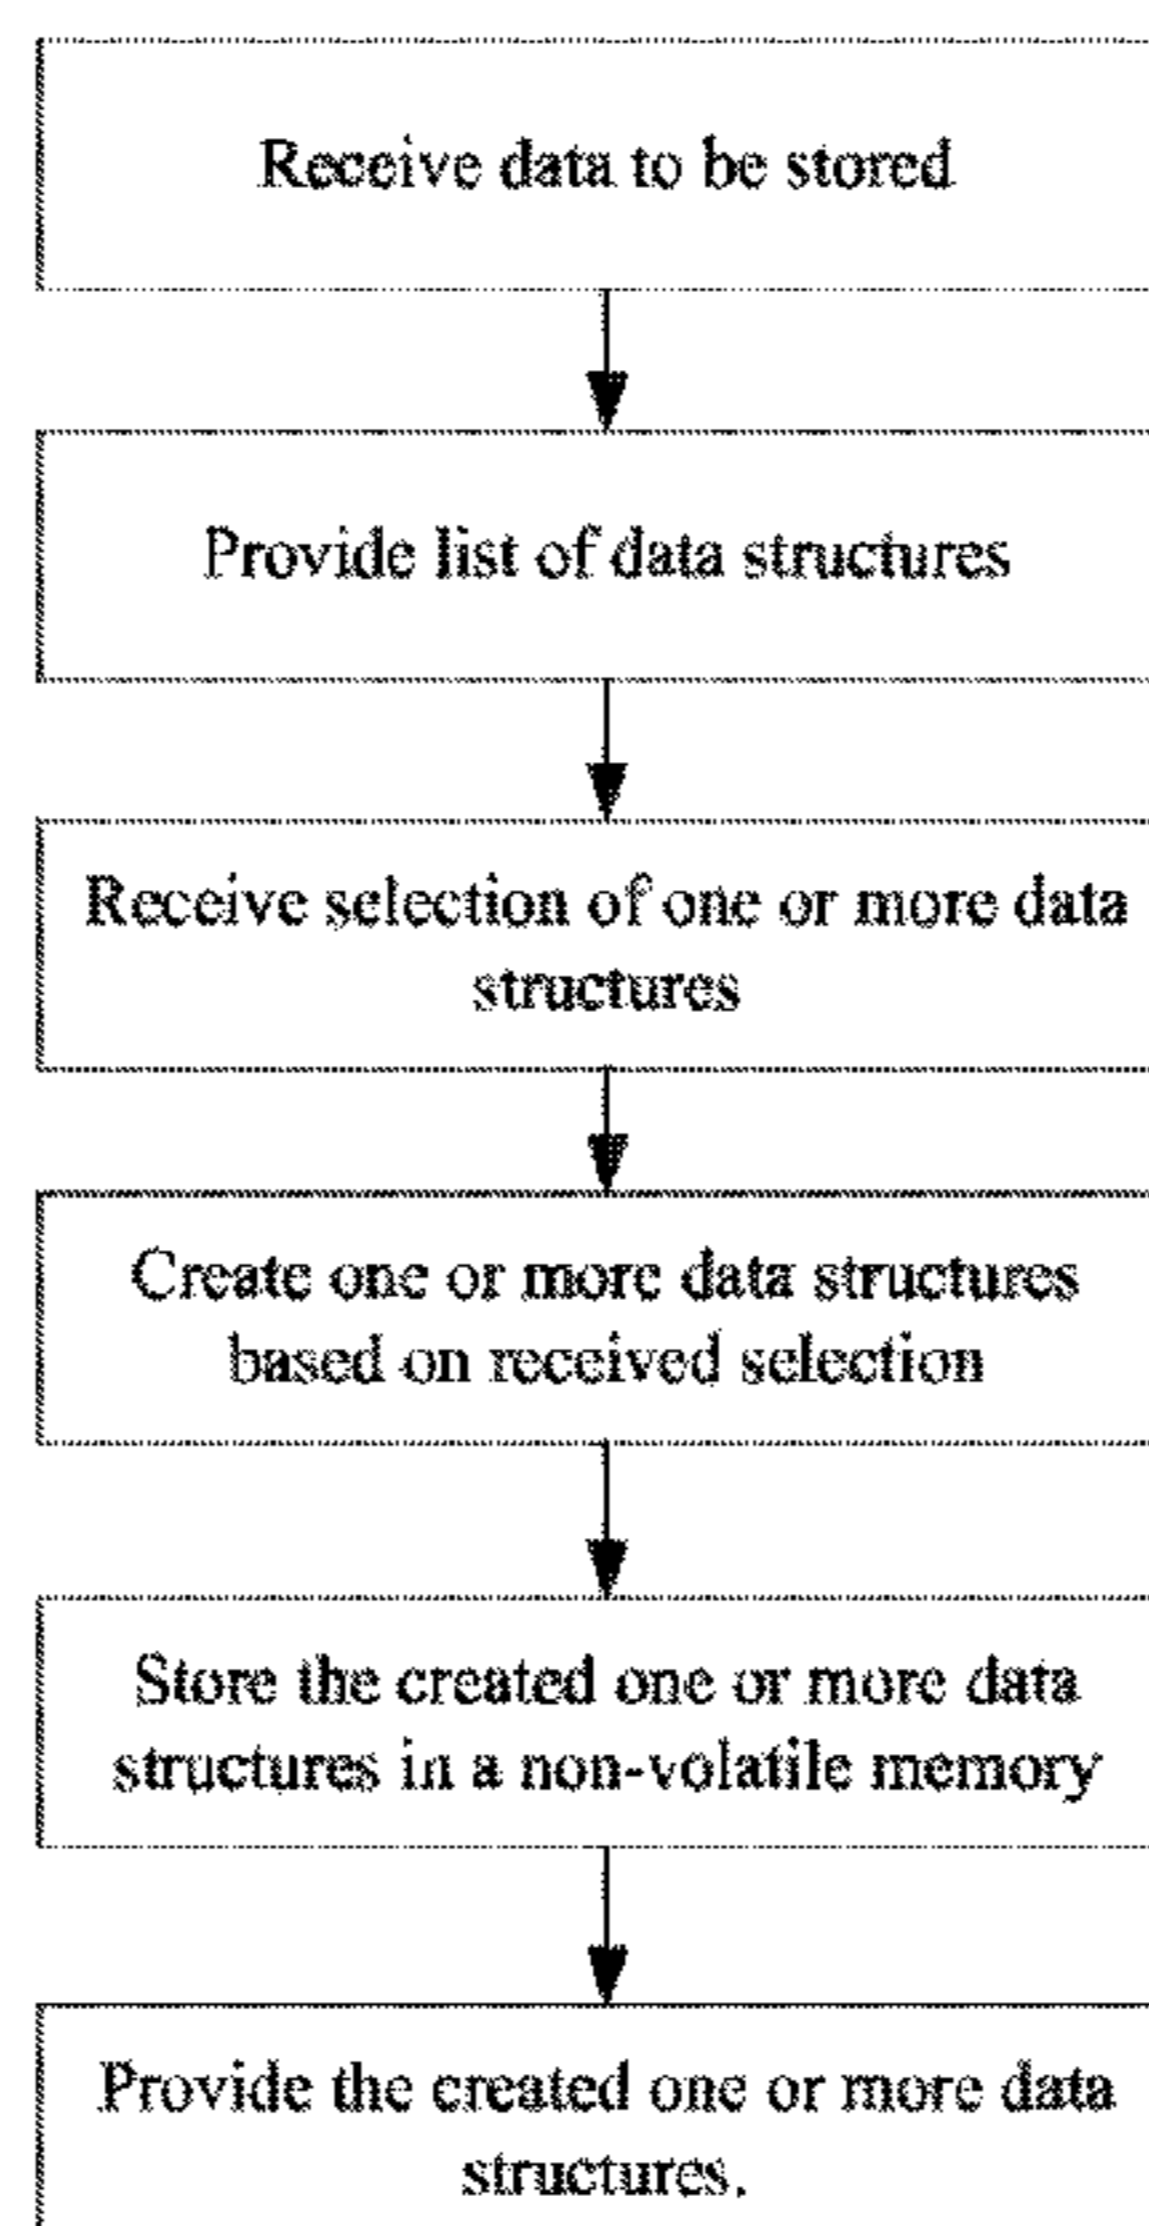 Receive data to be stored
Provide list of data structures
Receive selection of one or more data
structures
Create one or more data structures
based on received selection
Store the created one or more data
structures in a non-volatile memory
Provide the created one or more data
structures.